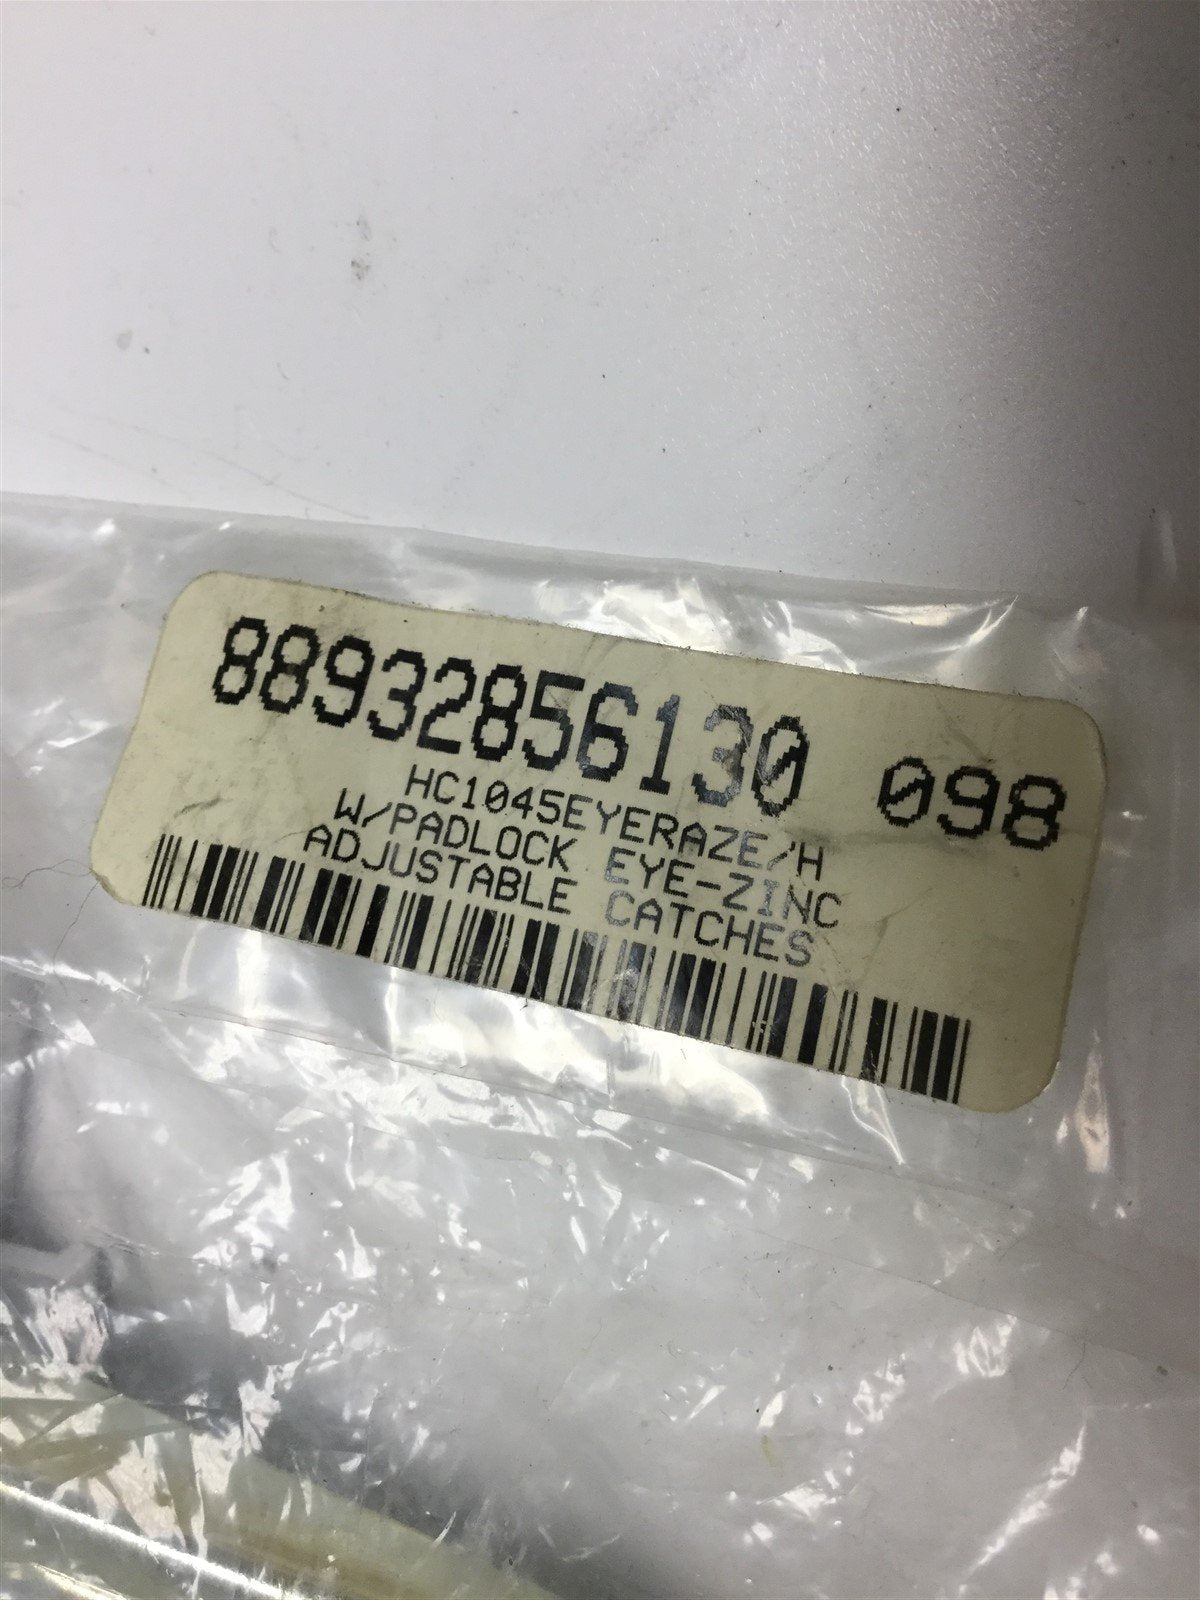 88932856130 098
HC1045EYERAZE/H
W/PADLOCK EYE-ZINC
ADJUSTABLE CATCHES